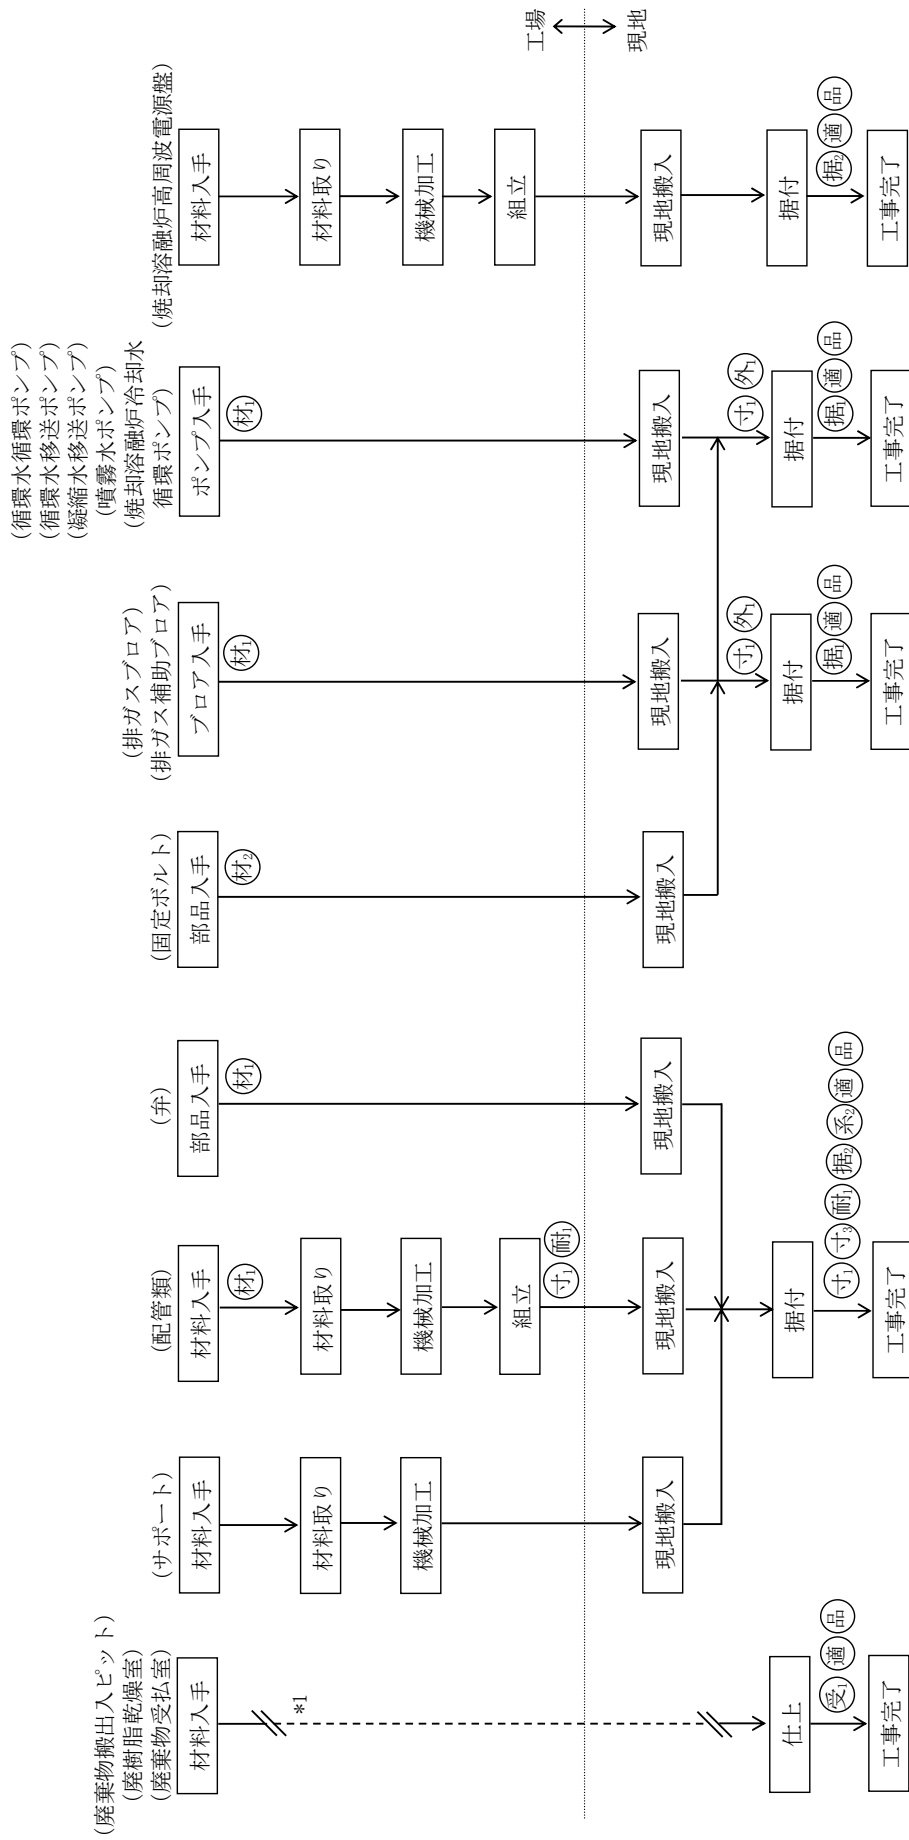 (廃棄物搬出入ピット)
(廃樹脂乾燥室)
(廃棄物受払室)
材料入手
*1
仕上
受1 適 品
工事完了
(サポート)
材料入手
材料取り
機械加工
現地搬入
(配管類)
材料入手
材1
材料取り
機械加工
組立
寸1 耐1
現地搬入
据付
寸1 寸3 耐1 据2 系2 適 品
工事完了
(弁)
部品入手
材1
現地搬入
(固定ボルト)
部品入手
材2
現地搬入
(排ガスブロア)
(排ガス補助ブロア)
ブロア入手
材1
現地搬入
寸1 外1
据付
据1 適 品
工事完了
(循環水循環ポンプ)
(循環水移送ポンプ)
(凝縮水移送ポンプ)
(噴霧水ポンプ)
(焼却溶融炉冷却水
循環ポンプ)
ポンプ入手
材1
現地搬入
寸1 外1
据付
据1 適 品
工事完了
(焼却溶融炉高周波電源盤)
材料入手
材料取り
機械加工
組立
現地搬入
据付
据2 適 品
工事完了
工場
現地